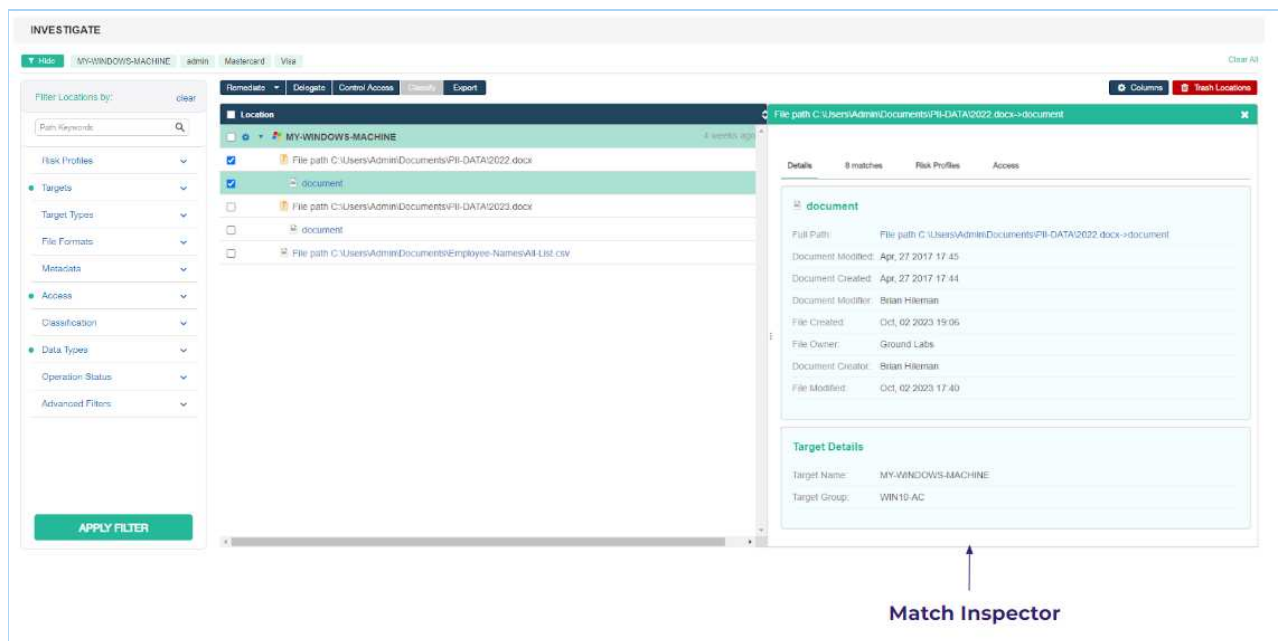 INVESTIGATE
Hide MY-WINDOWS-MACHINE admin Mastercard Visa Clear All
Filter Locations by: clear
Path Keywords
Risk Profiles
Targets
Target Types
File Formats
Metadata
Access
Classification
Data Types
Operation Status
Advanced Filters
APPLY FILTER
Remediate Delegate Control Access Classify Export Columns Trash Locations
Location
MY-WINDOWS-MACHINE 4 weeks ago
File path C:\Users\Admin\Documents\PII-DATA\2022.docx
document
File path C:\Users\Admin\Documents\PII-DATA\2023.docx
document
File path C:\Users\Admin\Documents\Employee-Names\All-List.csv
File path C:\Users\Admin\Documents\PII-DATA\2022.docx->document
Details 8 matches Risk Profiles Access
document
Full Path: File path C:\Users\Admin\Documents\PII-DATA\2022.docx->document
Document Modified: Apr, 27 2017 17:45
Document Created: Apr, 27 2017 17:44
Document Modifier: Brian Hileman
File Created: Oct, 02 2023 19:06
File Owner: Ground Labs
Document Creator: Brian Hileman
File Modified: Oct, 02 2023 17:40
Target Details
Target Name: MY-WINDOWS-MACHINE
Target Group: WIN10-AC
Match Inspector